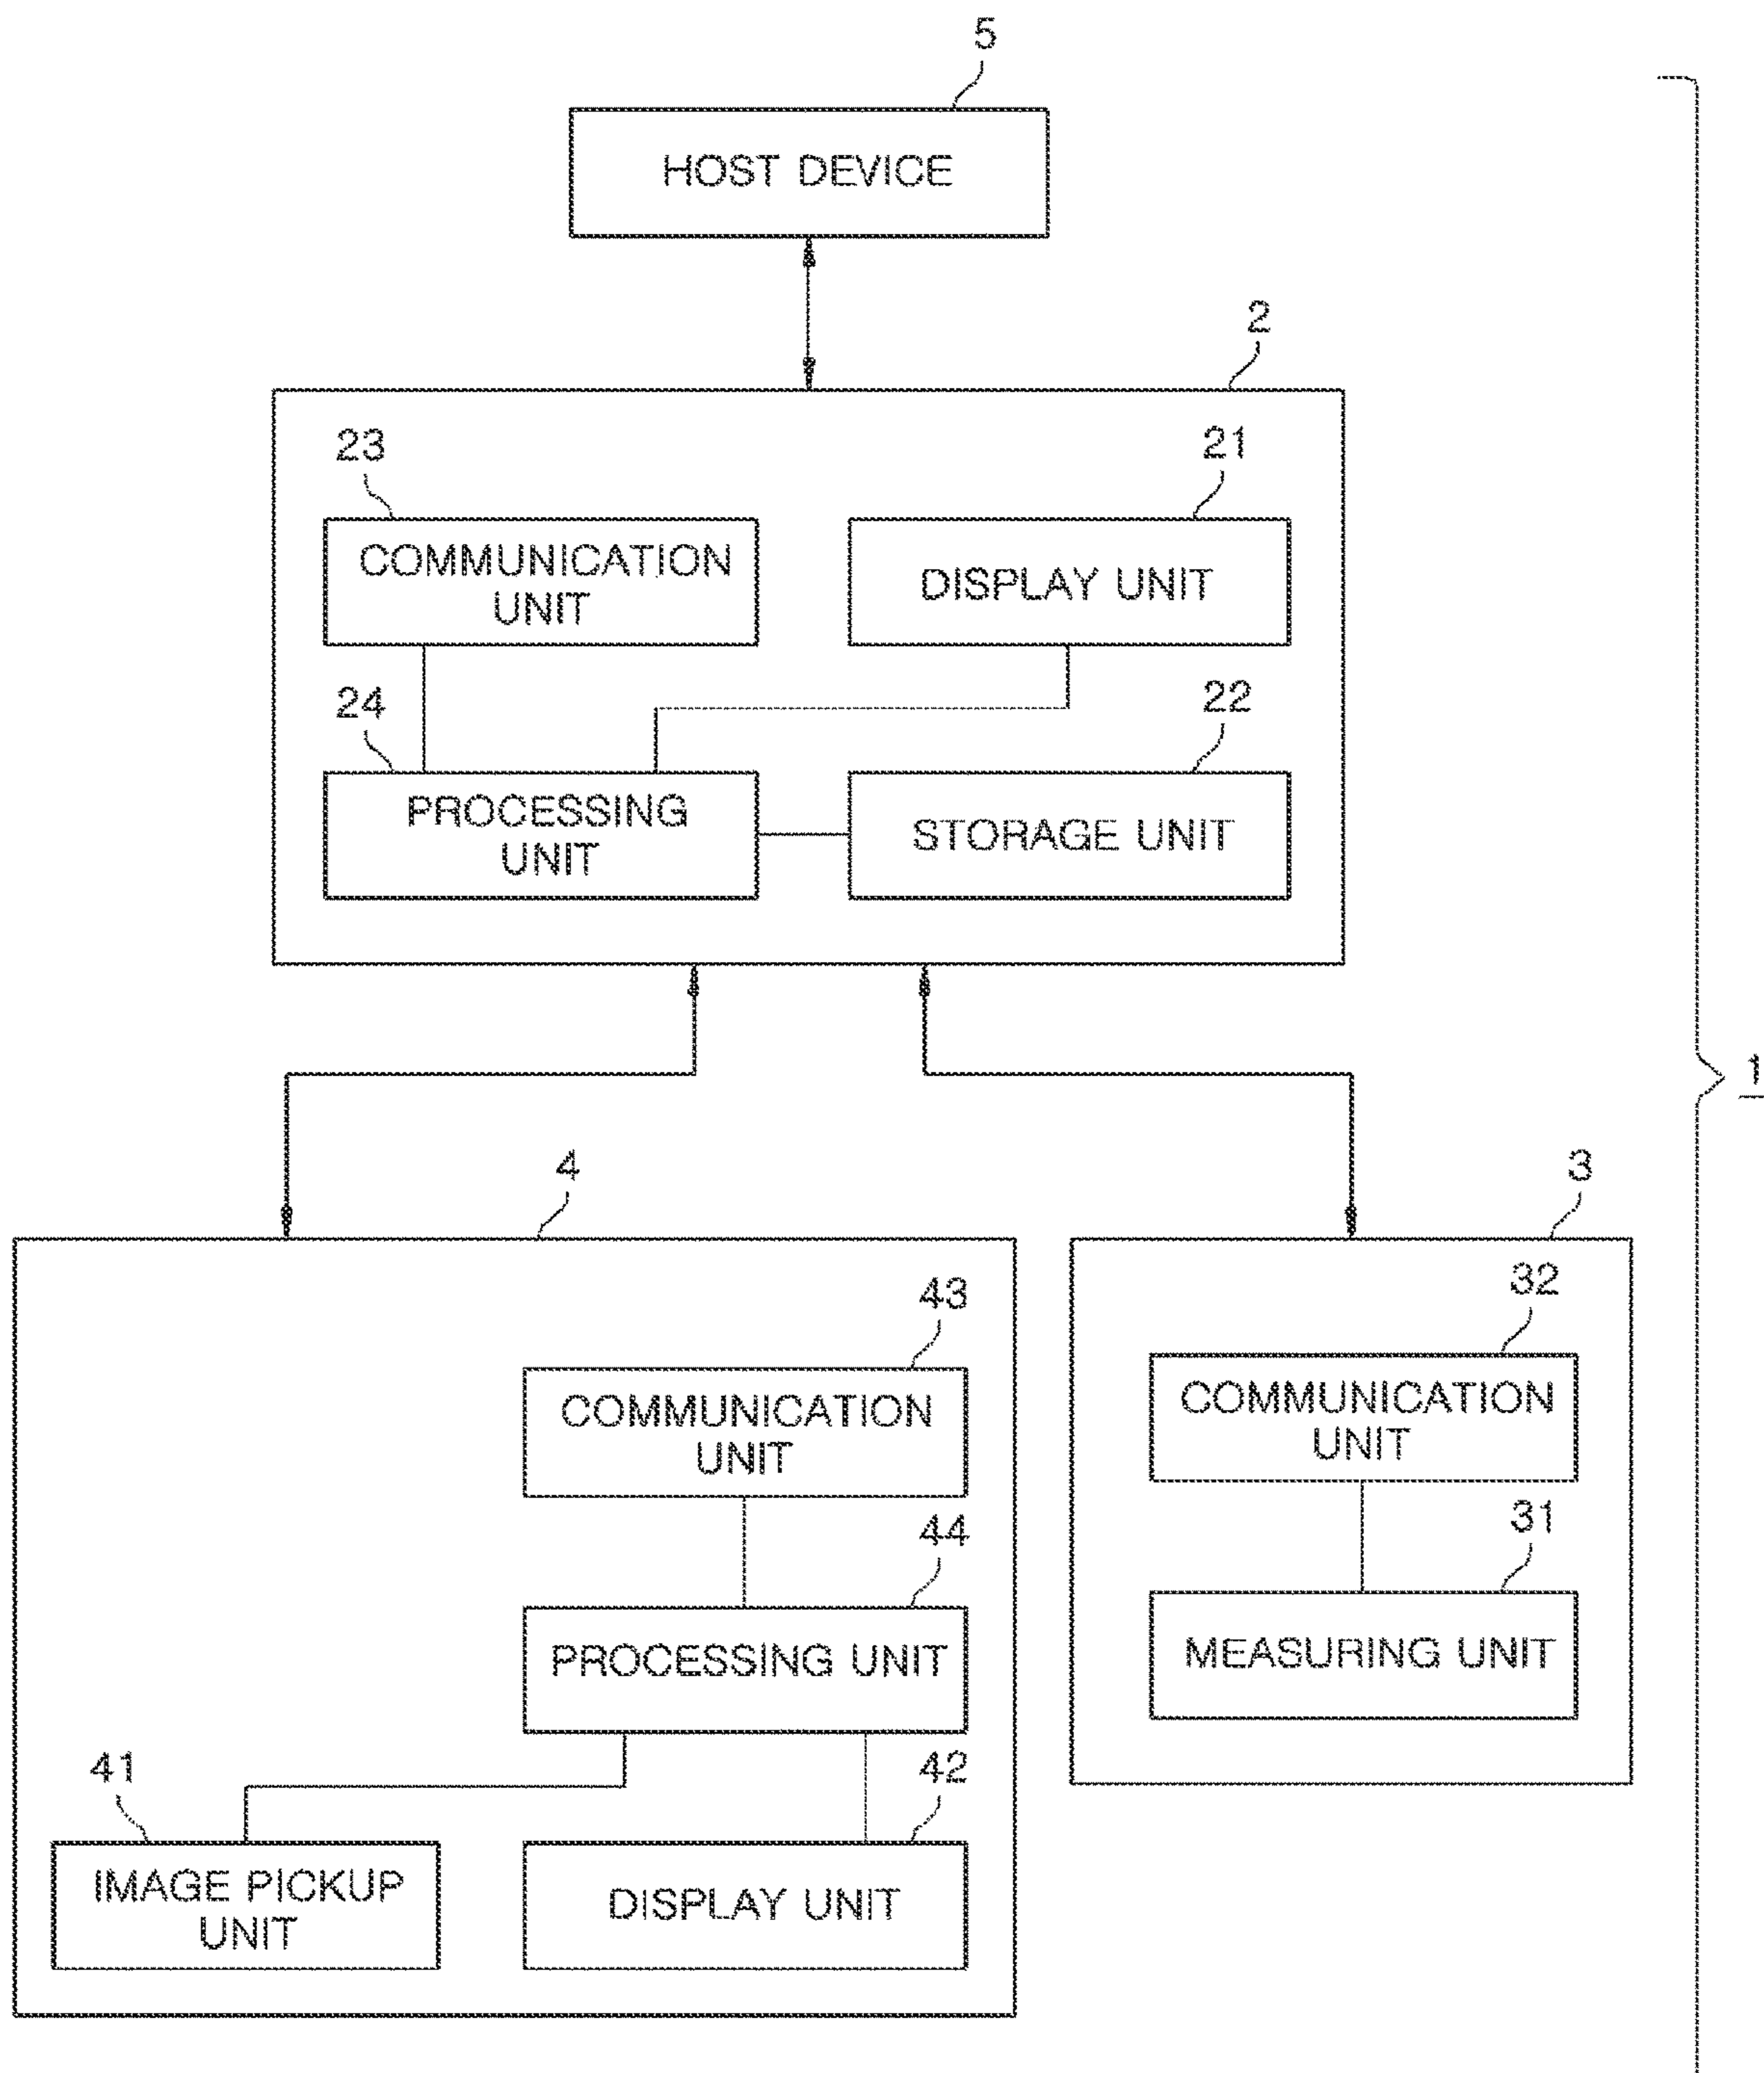 5
HOST DEVICE
2
23
21
COMMUNICATION
UNIT
DISPLAY UNIT
24
22
PROCESSING
UNIT
STORAGE UNIT
1
4
3
43
32
COMMUNICATION
UNIT
COMMUNICATION
UNIT
44
31
PROCESSING UNIT
MEASURING UNIT
41
42
IMAGE PICKUP
UNIT
DISPLAY UNIT